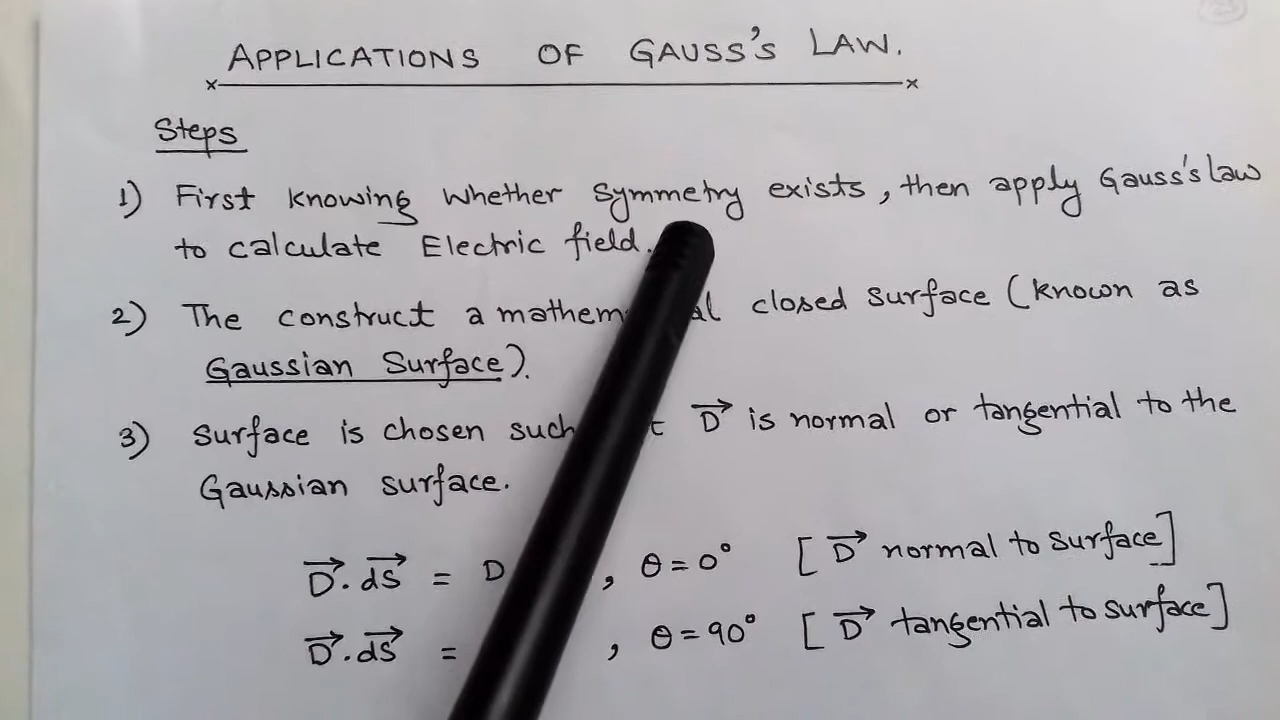 APPLICATIONS OF GAUSS'S LAW.
Steps
1) First knowing whether symmetry exists, then apply Gauss's law
to calculate Electric field.
2) The construct a closed surface (known as
Gaussian Surface).
3) Surface is chosen such D⃗ is normal or tangential to the
Gaussian surface.
D⃗.dS⃗ = D , θ = 0° [D⃗ normal to surface]
D⃗.dS⃗ = , θ = 90° [D⃗ tangential to surface]